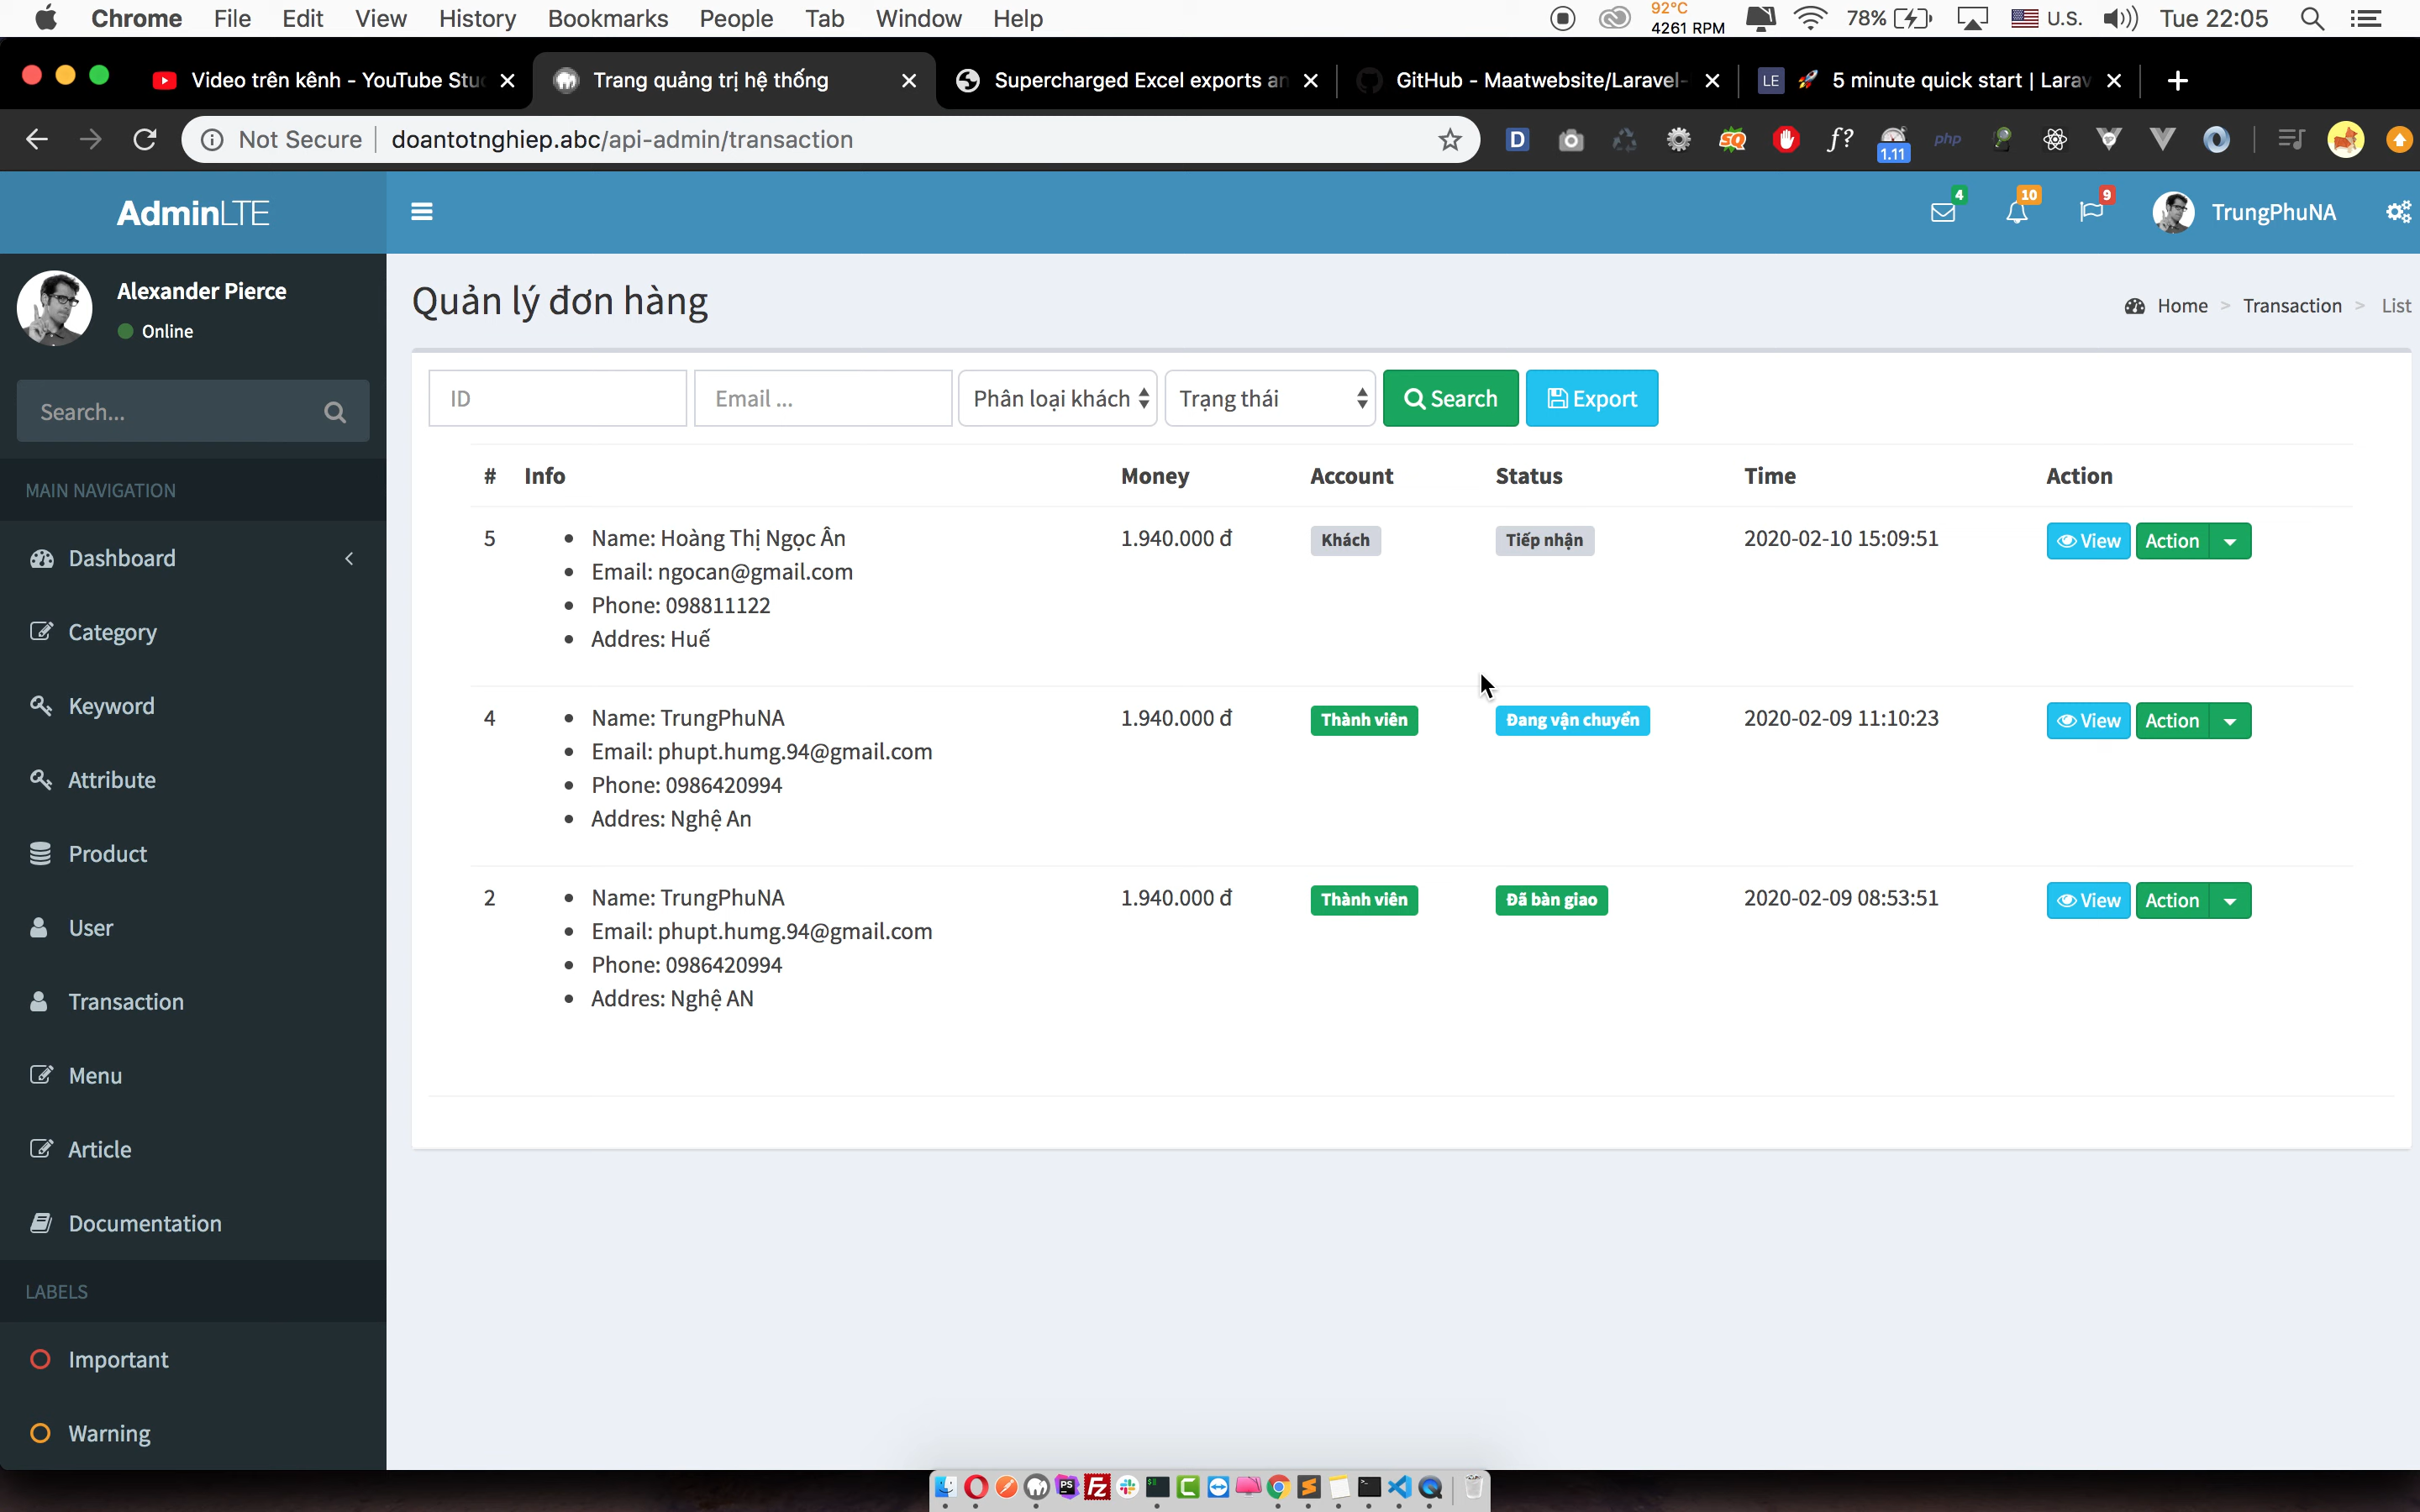 Chrome File Edit View History Bookmarks People Tab Window Help 92°C 4261 RPM 78% U.S. Tue 22:05
Video trên kênh - YouTube Stu
Trang quảng trị hệ thống
Supercharged Excel exports an
GitHub - Maatwebsite/Laravel-
LE 5 minute quick start | Larav
Not Secure doantotnghiep.abc/api-admin/transaction
D SQ f? 1.11 php
AdminLTE
4 10 9 TrungPhuNA
Alexander Pierce
Online
Search...
MAIN NAVIGATION
Dashboard
Category
Keyword
Attribute
Product
User
Transaction
Menu
Article
Documentation
LABELS
Important
Warning
Quản lý đơn hàng
Home > Transaction > List
ID Email ... Phân loại khách Trạng thái Search Export
# Info Money Account Status Time Action
5 Name: Hoàng Thị Ngọc Ân 1.940.000 đ Khách Tiếp nhận 2020-02-10 15:09:51 View Action
Email: ngocan@gmail.com
Phone: 098811122
Addres: Huế
4 Name: TrungPhuNA 1.940.000 đ Thành viên Đang vận chuyển 2020-02-09 11:10:23 View Action
Email: phupt.humg.94@gmail.com
Phone: 0986420994
Addres: Nghệ An
2 Name: TrungPhuNA 1.940.000 đ Thành viên Đã bàn giao 2020-02-09 08:53:51 View Action
Email: phupt.humg.94@gmail.com
Phone: 0986420994
Addres: Nghệ AN
PS Fz